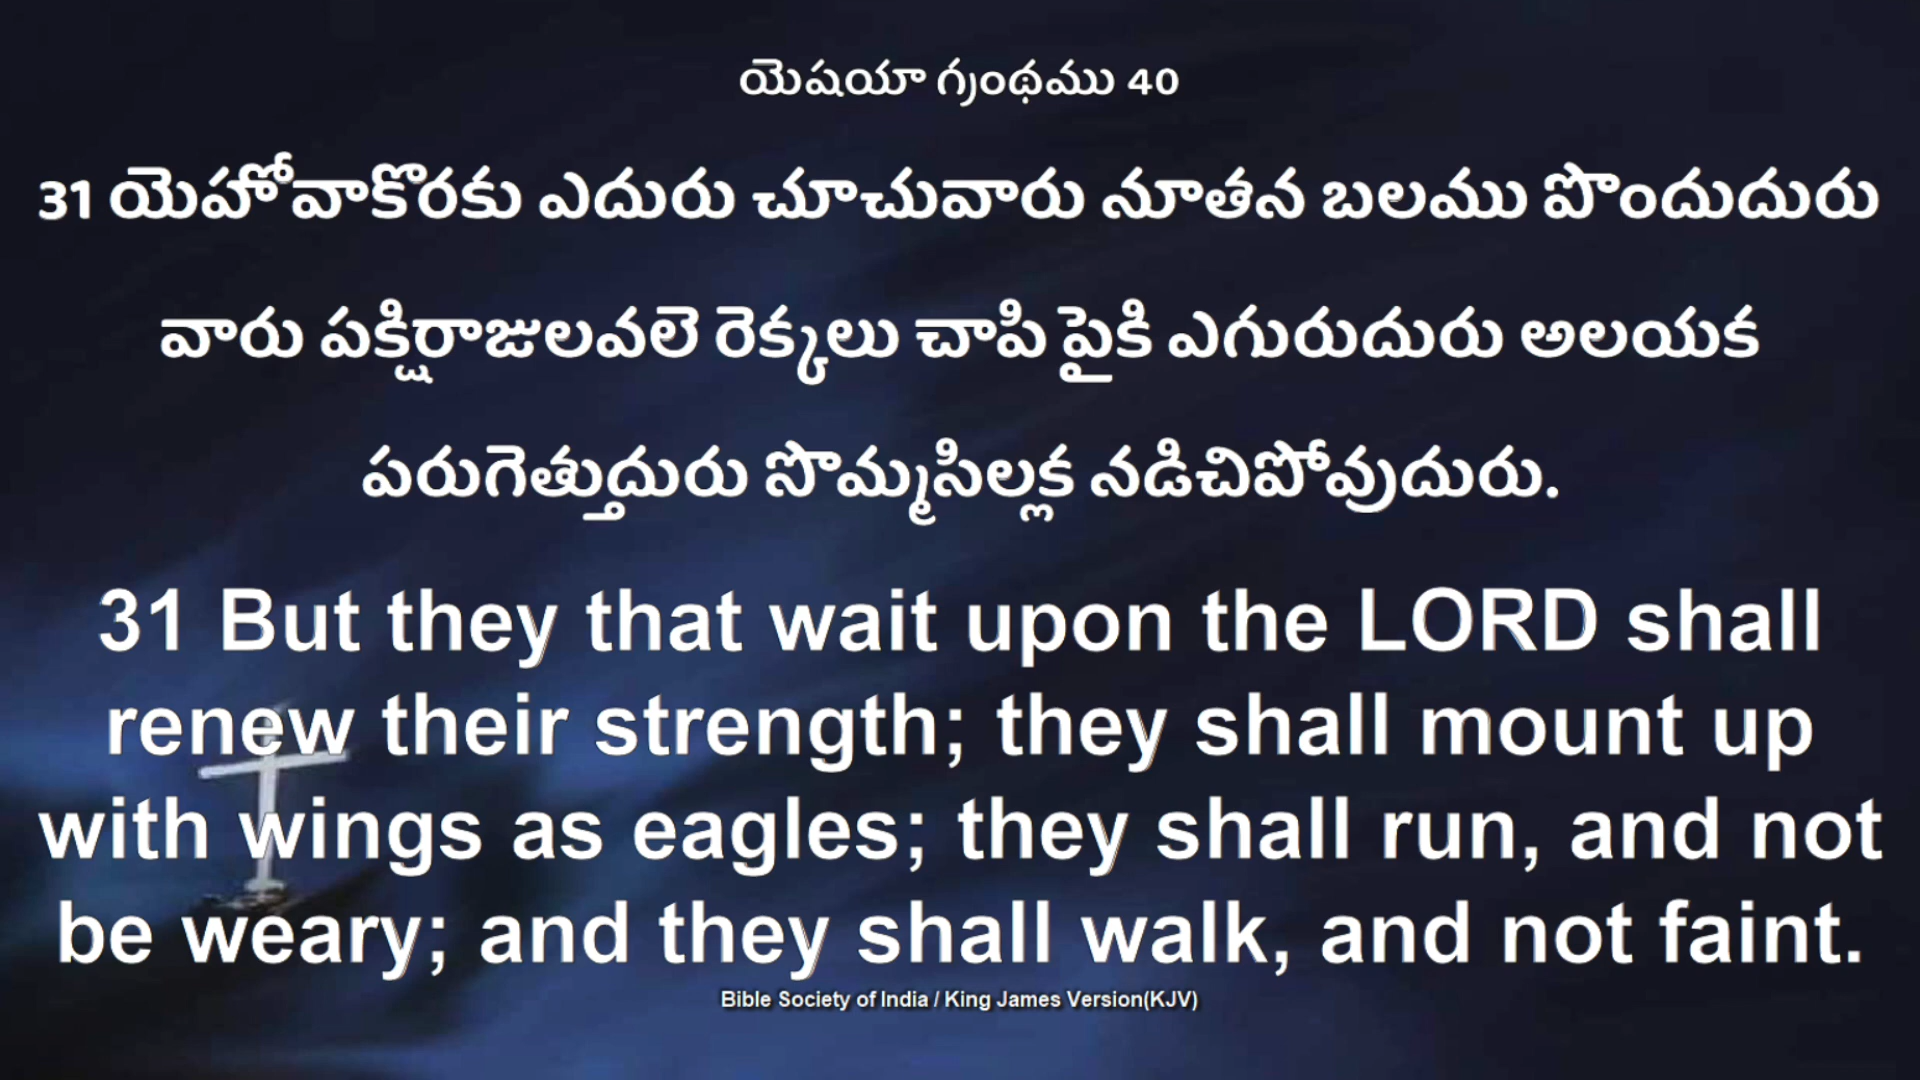 యెషయా గ్రంథము 40
31 యెహోవాకొరకు ఎదురు చూచువారు నూతన బలము పొందుదురు
వారు పక్షిరాజులవలె రెక్కలు చాపి పైకి ఎగురుదురు అలయక
పరుగెత్తుదురు సొమ్మసిల్లక నడిచిపోవుదురు.
31 But they that wait upon the LORD shall
renew their strength; they shall mount up
with wings as eagles; they shall run, and not
be weary; and they shall walk, and not faint.
Bible Society of India / King James Version(KJV)